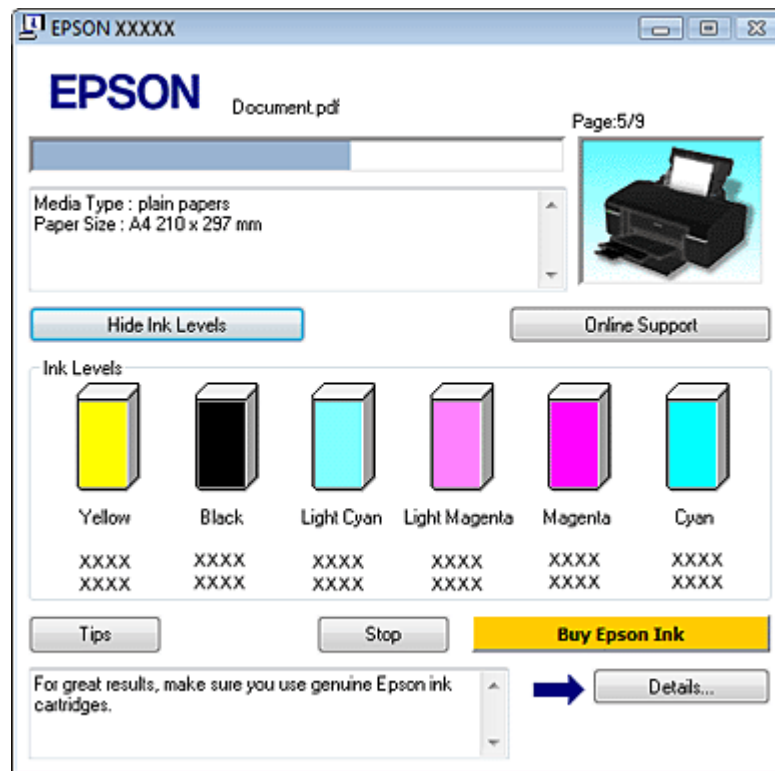 EPSON XXXXX
EPSON
Document.pdf
Page:5/9
Media Type : plain papers
Paper Size : A4 210 x 297 mm
Hide Ink Levels
Online Support
Ink Levels
Yellow Black Light Cyan Light Magenta Magenta Cyan
XXXX XXXX XXXX XXXX XXXX XXXX
XXXX XXXX XXXX XXXX XXXX XXXX
Tips
Stop
Buy Epson Ink
For great results, make sure you use genuine Epson ink
cartridges.
Details...